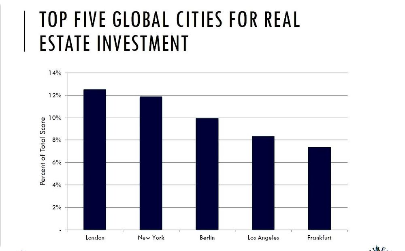 TOP FIVE GLOBAL CITIES FOR REAL
ESTATE INVESTMENT
Percent of Total Score
14%
12%
10%
8%
6%
4%
2%
-
London New York Berlin Los Angeles Frankfurt